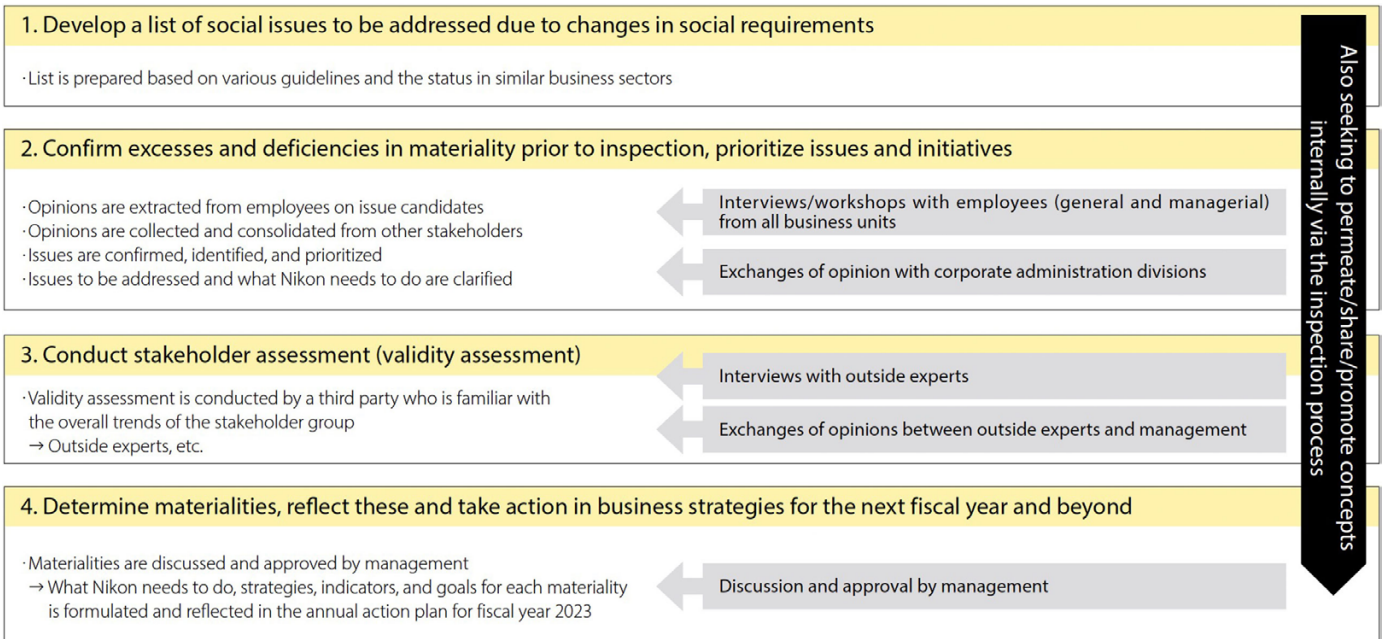 1. Develop a list of social issues to be addressed due to changes in social requirements
·List is prepared based on various guidelines and the status in similar business sectors
2. Confirm excesses and deficiencies in materiality prior to inspection, prioritize issues and initiatives
·Opinions are extracted from employees on issue candidates
·Opinions are collected and consolidated from other stakeholders
·Issues are confirmed, identified, and prioritized
·Issues to be addressed and what Nikon needs to do are clarified
Interviews/workshops with employees (general and managerial)
from all business units
Exchanges of opinion with corporate administration divisions
3. Conduct stakeholder assessment (validity assessment)
·Validity assessment is conducted by a third party who is familiar with
the overall trends of the stakeholder group
→ Outside experts, etc.
Interviews with outside experts
Exchanges of opinions between outside experts and management
4. Determine materialities, reflect these and take action in business strategies for the next fiscal year and beyond
·Materialities are discussed and approved by management
→ What Nikon needs to do, strategies, indicators, and goals for each materiality
is formulated and reflected in the annual action plan for fiscal year 2023
Discussion and approval by management
Also seeking to permeate/share/promote concepts
internally via the inspection process